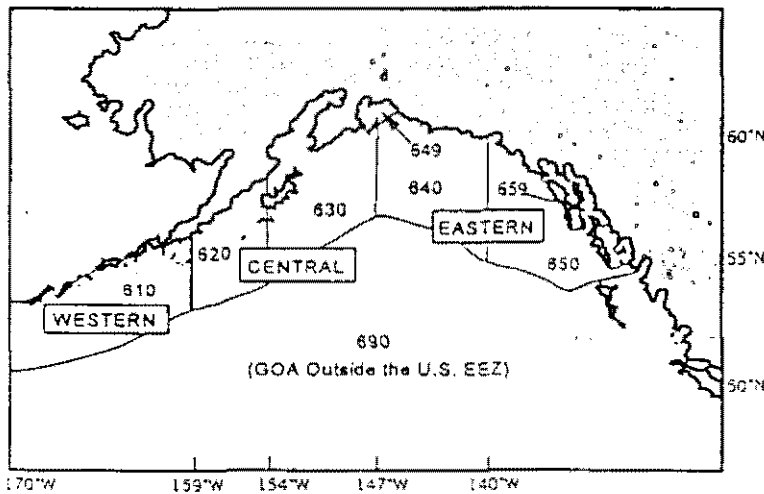 60°N
649
640
659
630
EASTERN
620
CENTRAL
650
55°N
610
WESTERN
690
(GOA Outside the U.S. EEZ)
50°N
170°W
159°W
154°W
147°W
140°W